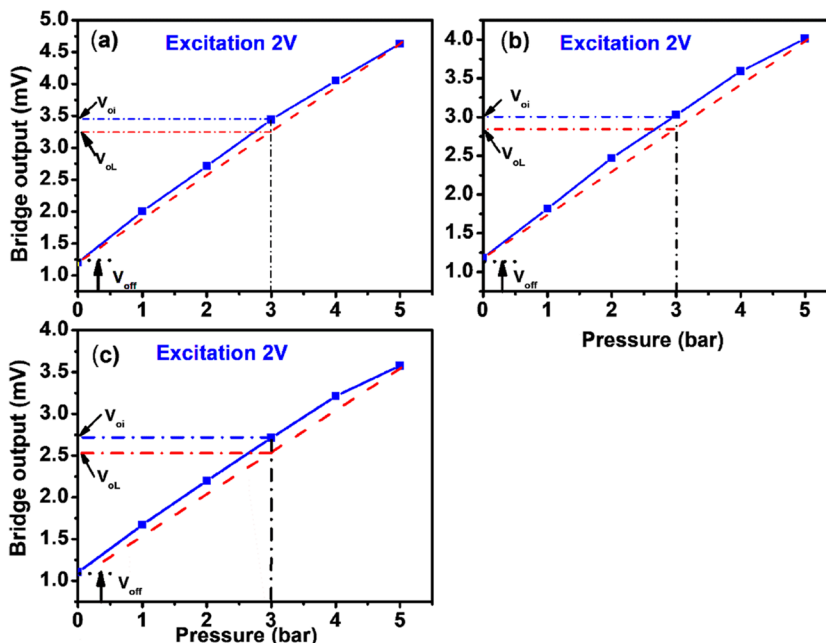 (a) Excitation 2V
5.0
4.5
4.0
3.5
3.0
2.5
2.0
1.5
1.0
Bridge output (mV)
Voi
VoL
Voff
0 1 2 3 4 5
(b) Excitation 2V
4.0
3.5
3.0
2.5
2.0
1.5
1.0
Voi
VoL
Voff
0 1 2 3 4 5
Pressure (bar)
(c) Excitation 2V
4.0
3.5
3.0
2.5
2.0
1.5
1.0
Bridge output (mV)
Voi
VoL
Voff
0 1 2 3 4 5
Pressure (bar)